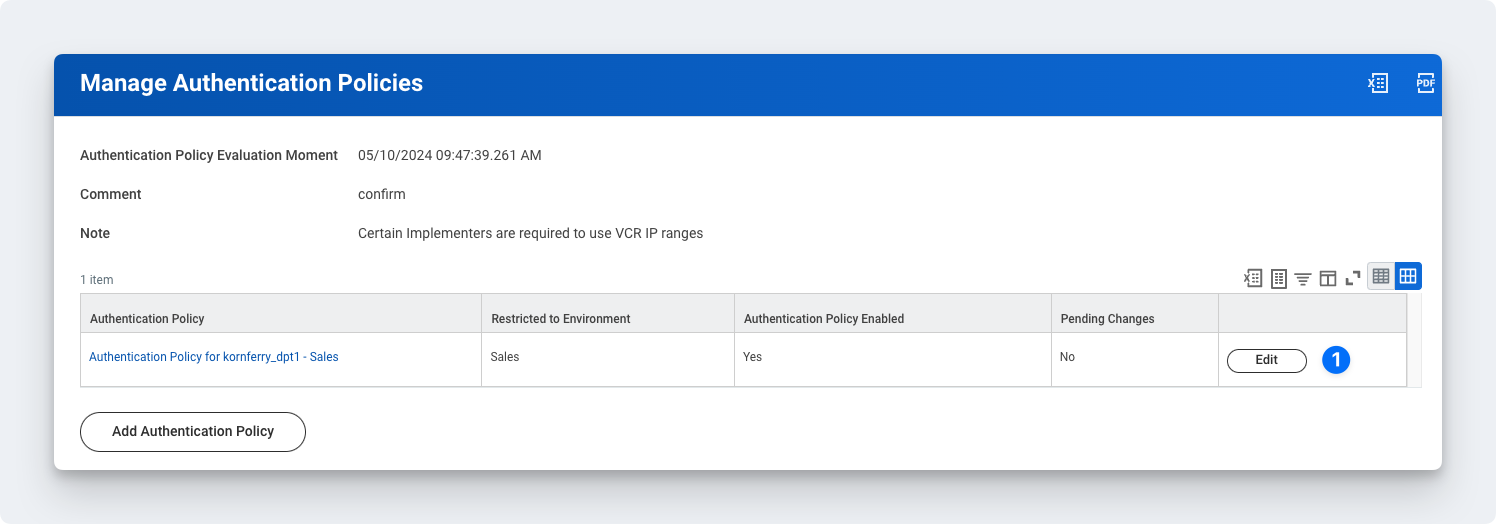 Manage Authentication Policies
X
PDF
Authentication Policy Evaluation Moment 05/10/2024 09:47:39.261 AM
Comment confirm
Note Certain Implementers are required to use VCR IP ranges
1 item
X
Authentication Policy Restricted to Environment Authentication Policy Enabled Pending Changes
Authentication Policy for kornferry_dpt1 - Sales Sales Yes No Edit 1
Add Authentication Policy